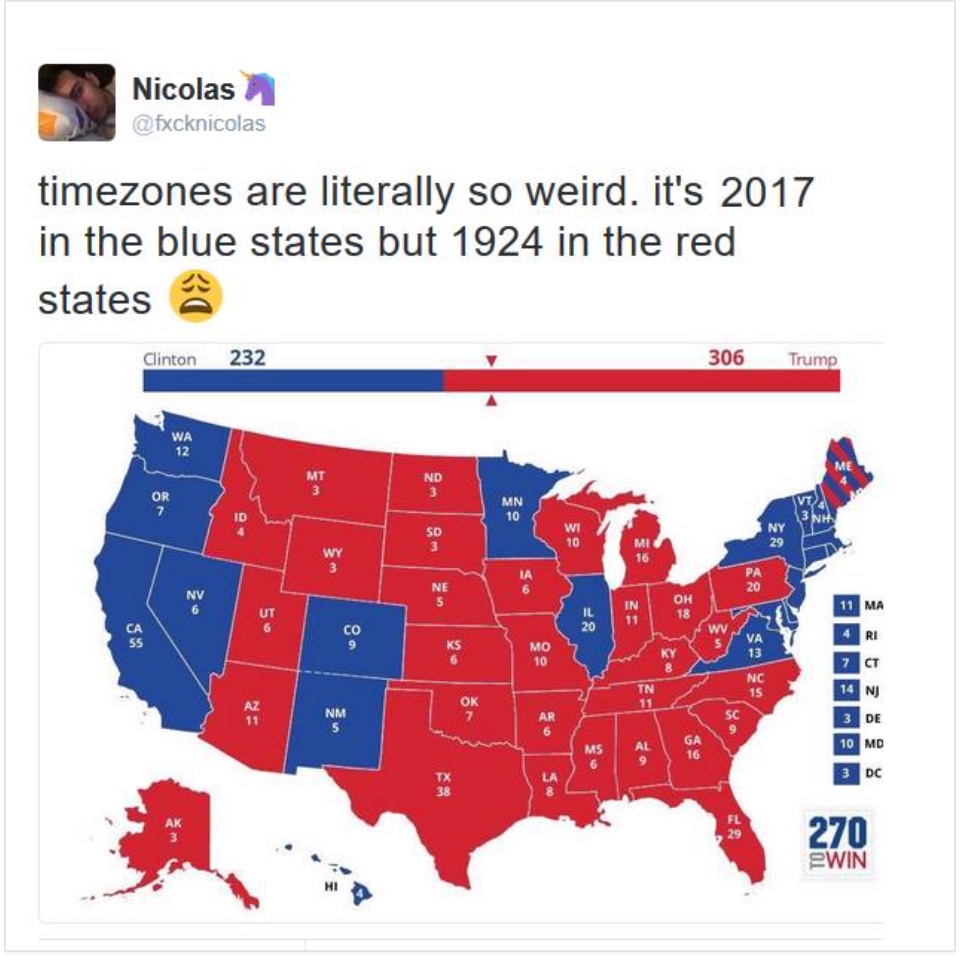 Nicolas🦄
@fxcknicolas
timezones are literally so weird. it's 2017
in the blue states but 1924 in the red
states 😩
Clinton 232 306 Trump
WA
12
OR
7
CA
55
NV
6
ID
4
MT
3
WY
3
UT
6
CO
9
AZ
11
NM
5
ND
3
SD
3
NE
5
KS
6
OK
7
TX
38
MN
10
IA
6
MO
10
AR
6
LA
8
WI
10
IL
20
MI
16
IN
11
OH
18
KY
8
TN
11
MS
6
AL
9
GA
16
FL
29
SC
9
NC
15
VA
13
WV
5
PA
20
NY
29
VT
3
4
NH
ME
4
11 MA
4 RI
7 CT
14 NJ
3 DE
10 MD
3 DC
AK
3
HI
4
270
TO WIN